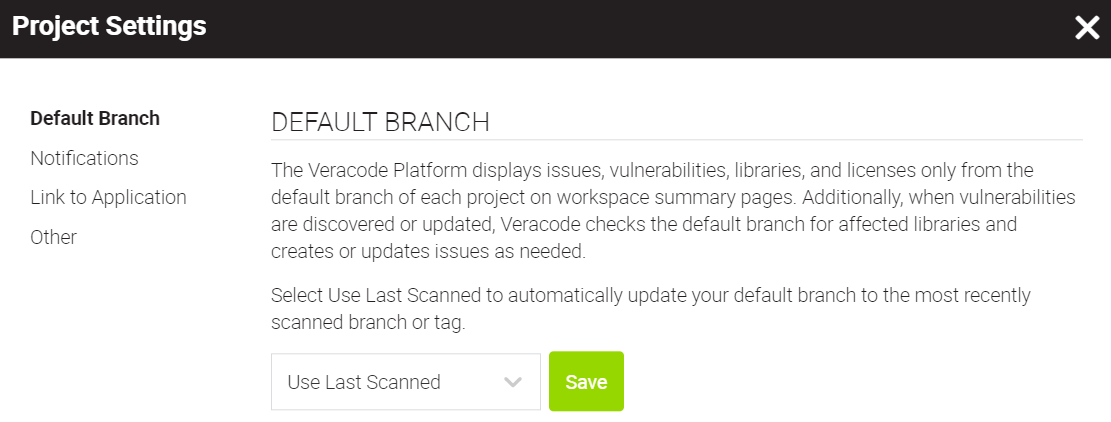 Project Settings
Default Branch
Notifications
Link to Application
Other
DEFAULT BRANCH
The Veracode Platform displays issues, vulnerabilities, libraries, and licenses only from the
default branch of each project on workspace summary pages. Additionally, when vulnerabilities
are discovered or updated, Veracode checks the default branch for affected libraries and
creates or updates issues as needed.
Select Use Last Scanned to automatically update your default branch to the most recently
scanned branch or tag.
Use Last Scanned
Save